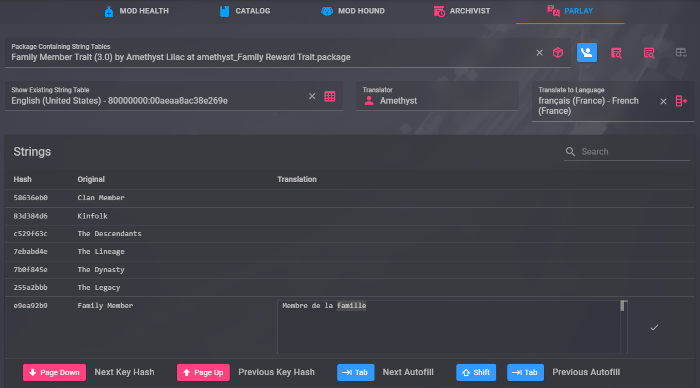 MOD HEALTH CATALOG MOD HOUND ARCHIVIST PARLAY
Package Containing String Tables
Family Member Trait (3.0) by Amethyst Lilac at amethyst_Family Reward Trait.package
Show Existing String Table
English (United States) - 80000000:00aeaa8ac38e269e
Translator
Amethyst
Translate to Language
français (France) - French
(France)
Strings
Search
Hash Original Translation
58636eb0 Clan Member
83d384d6 Kinfolk
c529f63c The Descendants
7ebabd4e The Lineage
7b0f845e The Dynasty
255a2bbb The Legacy
e9ea92b9 Family Member Membre de la famille
Page Down Next Key Hash Page Up Previous Key Hash Tab Next Autofill Shift Tab Previous Autofill